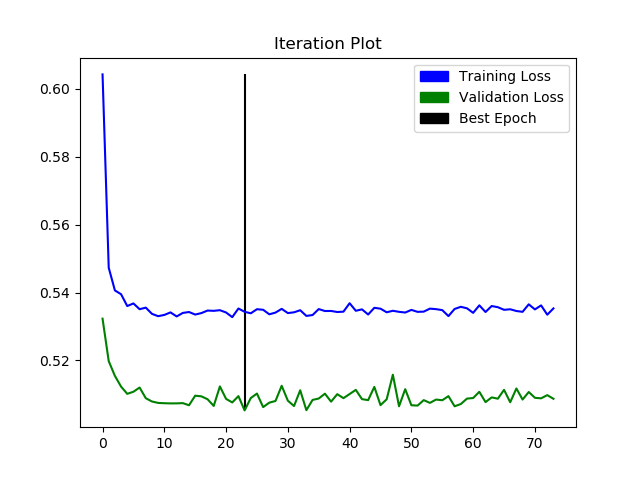 Iteration Plot
Training Loss
Validation Loss
Best Epoch
0.60
0.58
0.56
0.54
0.52
0 10 20 30 40 50 60 70